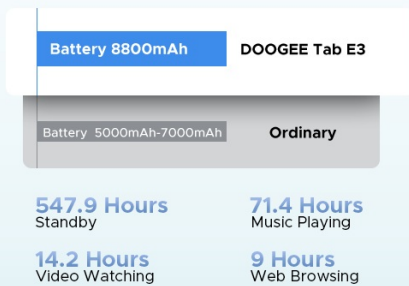 Battery 8800mAh DOOGEE Tab E3
Battery 5000mAh-7000mAh Ordinary
547.9 Hours 71.4 Hours
Standby Music Playing
14.2 Hours 9 Hours
Video Watching Web Browsing